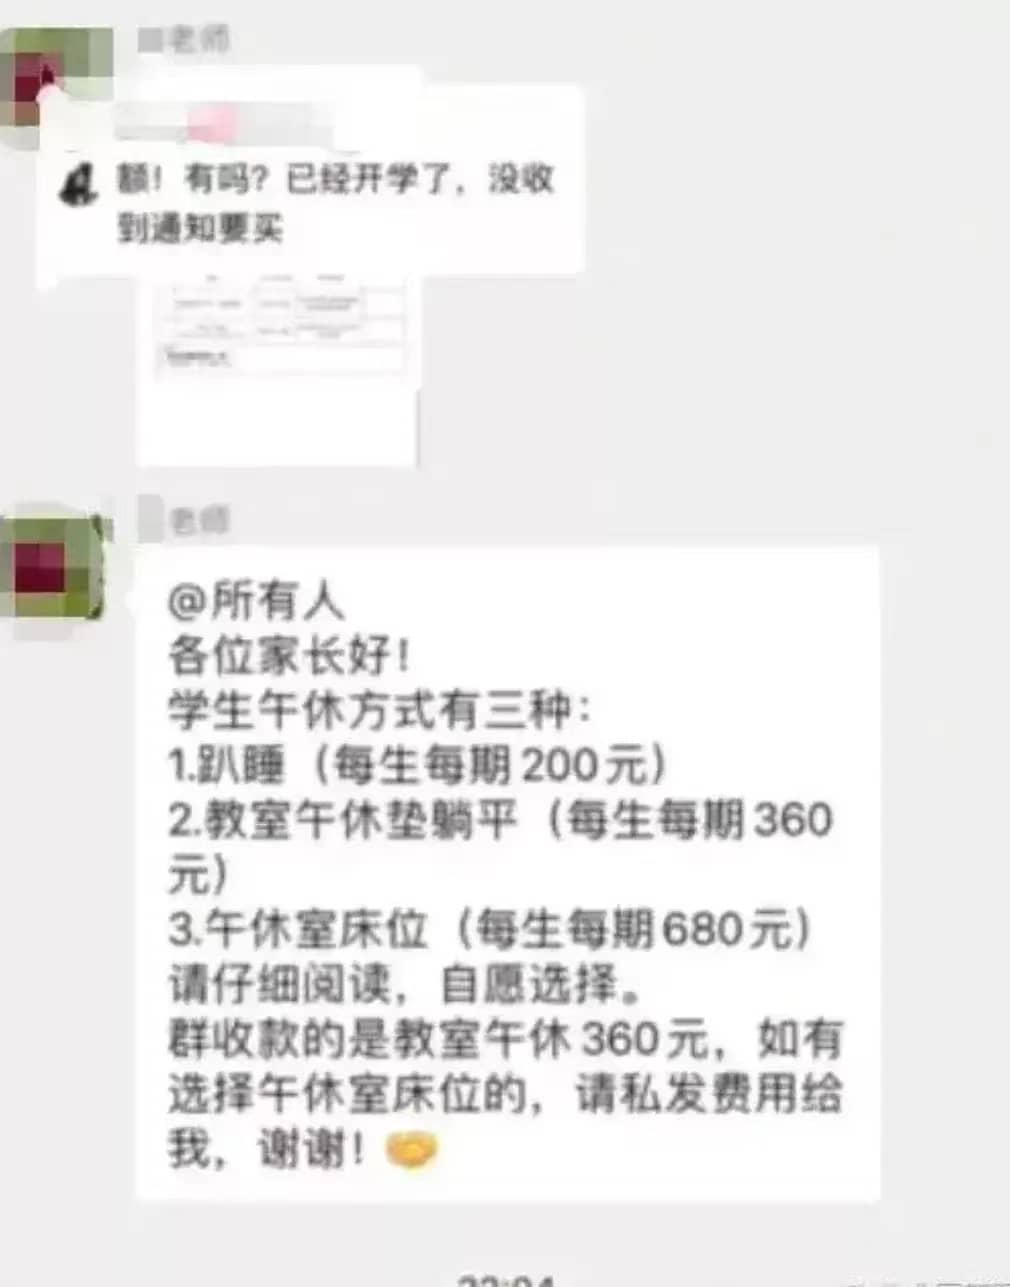 老师
额！有吗？已经开学了，没收
到通知要买
老师
@所有人
各位家长好！
学生午休方式有三种：
1.趴睡（每生每期200元）
2.教室午休垫躺平（每生每期360
元）
3.午休室床位（每生每期680元）
请仔细阅读，自愿选择。
群收款的是教室午休360元，如有
选择午休室床位的，请私发费用给
我，谢谢！